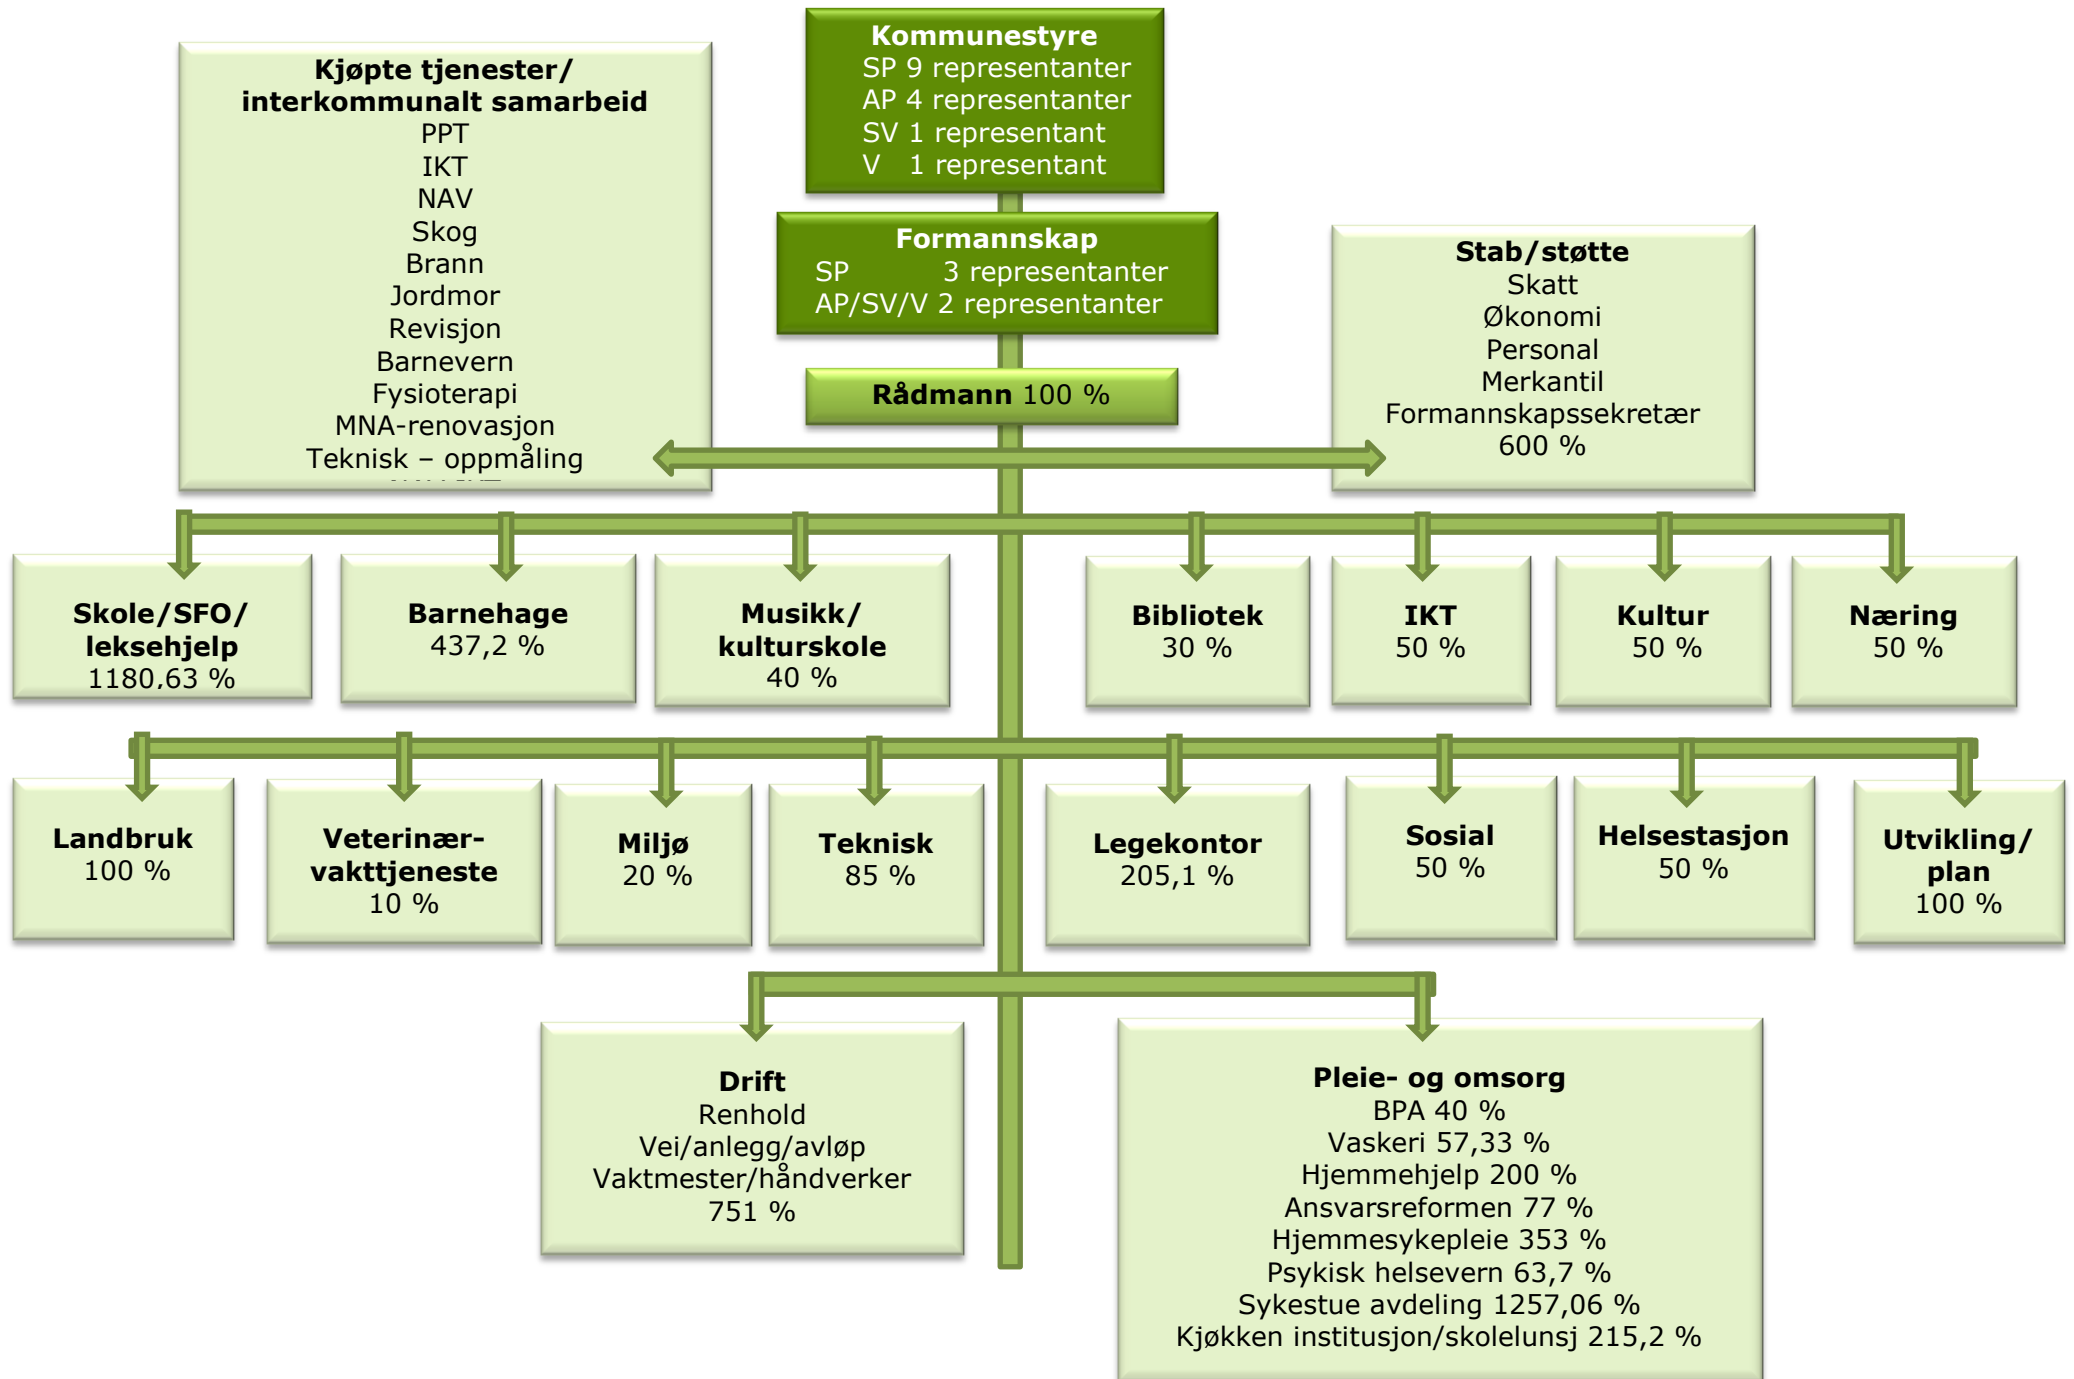 Kommunestyre
SP 9 representanter
AP 4 representanter
SV 1 representant
V 1 representant
Kjøpte tjenester/
interkommunalt samarbeid
PPT
IKT
NAV
Skog
Brann
Jordmor
Revisjon
Barnevern
Fysioterapi
MNA-renovasjon
Teknisk – oppmåling
Formannskap
SP 3 representanter
AP/SV/V 2 representanter
Stab/støtte
Skatt
Økonomi
Personal
Merkantil
Formannskapssekretær
600 %
Rådmann 100 %
Skole/SFO/
leksehjelp
1180,63 %
Barnehage
437,2 %
Musikk/
kulturskole
40 %
Bibliotek
30 %
IKT
50 %
Kultur
50 %
Næring
50 %
Landbruk
100 %
Veterinær-
vakttjeneste
10 %
Miljø
20 %
Teknisk
85 %
Legekontor
205,1 %
Sosial
50 %
Helsestasjon
50 %
Utvikling/
plan
100 %
Drift
Renhold
Vei/anlegg/avløp
Vaktmester/håndverker
751 %
Pleie- og omsorg
BPA 40 %
Vaskeri 57,33 %
Hjemmehjelp 200 %
Ansvarsreformen 77 %
Hjemmesykepleie 353 %
Psykisk helsevern 63,7 %
Sykestue avdeling 1257,06 %
Kjøkken institusjon/skolelunsj 215,2 %